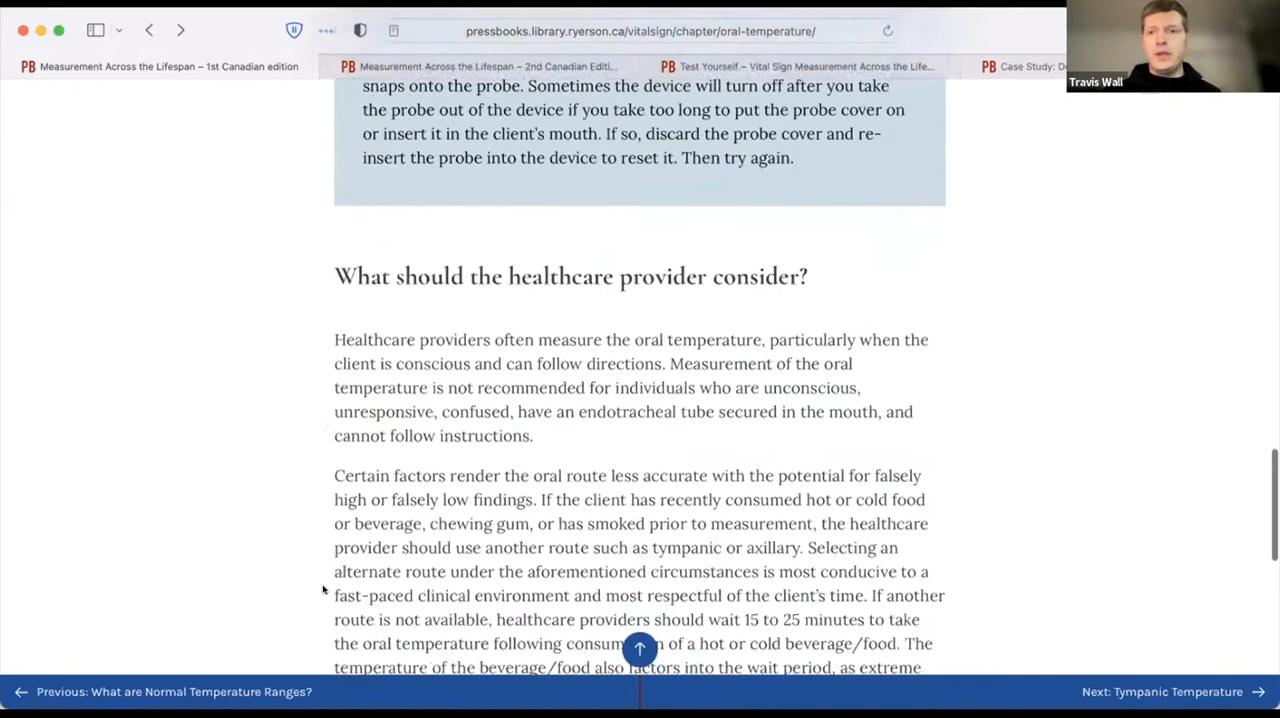 pressbooks.library.ryerson.ca/vitalsign/chapter/oral-temperature/
PB Measurement Across the Lifespan – 1st Canadian edition
PB Measurement Across the Lifespan – 2nd Canadian Editi...
PB Test Yourself – Vital Sign Measurement Across the Life...
PB Case Study: D
Travis Wall
snaps onto the probe. Sometimes the device will turn off after you take
the probe out of the device if you take too long to put the probe cover on
or insert it in the client's mouth. If so, discard the probe cover and re-
insert the probe into the device to reset it. Then try again.
What should the healthcare provider consider?
Healthcare providers often measure the oral temperature, particularly when the
client is conscious and can follow directions. Measurement of the oral
temperature is not recommended for individuals who are unconscious,
unresponsive, confused, have an endotracheal tube secured in the mouth, and
cannot follow instructions.
Certain factors render the oral route less accurate with the potential for falsely
high or falsely low findings. If the client has recently consumed hot or cold food
or beverage, chewing gum, or has smoked prior to measurement, the healthcare
provider should use another route such as tympanic or axillary. Selecting an
alternate route under the aforementioned circumstances is most conducive to a
fast-paced clinical environment and most respectful of the client's time. If another
route is not available, healthcare providers should wait 15 to 25 minutes to take
the oral temperature following consum n of a hot or cold beverage/food. The
temperature of the beverage/food also factors into the wait period, as extreme
← Previous: What are Normal Temperature Ranges?
Next: Tympanic Temperature →